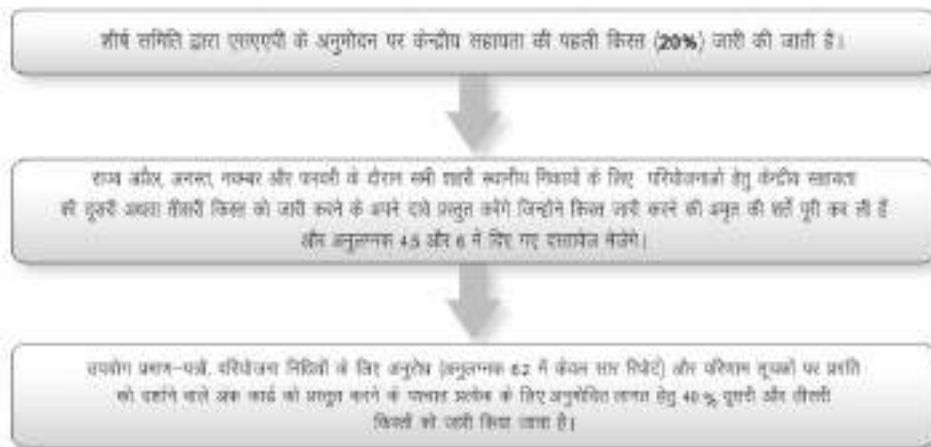 शीर्ष समिति द्वारा एसएएपी के अनुमोदन पर केन्द्रीय सहायता की पहली किस्त (20%) जारी की जाती है।
राज्य अप्रैल, अगस्त, नवम्बर और फरवरी के दौरान सभी शहरी स्थानीय निकायों के लिए परियोजनाओं हेतु केन्द्रीय सहायता
की दूसरी अथवा तीसरी किस्त को जारी करने के अपने दावे प्रस्तुत करेंगे जिन्होंने किस्त जारी करने की अमृत की शर्तें पूरी कर ली हैं
और अनुलग्नक 4,5 और 6 में दिए गए दस्तावेज भेजेंगे।
उपयोग प्रमाण-पत्रों, परियोजना निधियों के लिए अनुरोध (अनुलग्नक 6.2 में केवल सार रिपोर्ट) और परिणाम सूचकों पर प्रगति
को दर्शाने वाले अंक कार्ड को प्रस्तुत करने के पश्चात प्रत्येक के लिए अनुमोदित लागत हेतु 40 %, दूसरी और तीसरी
किस्तों को जारी किया जाता है।